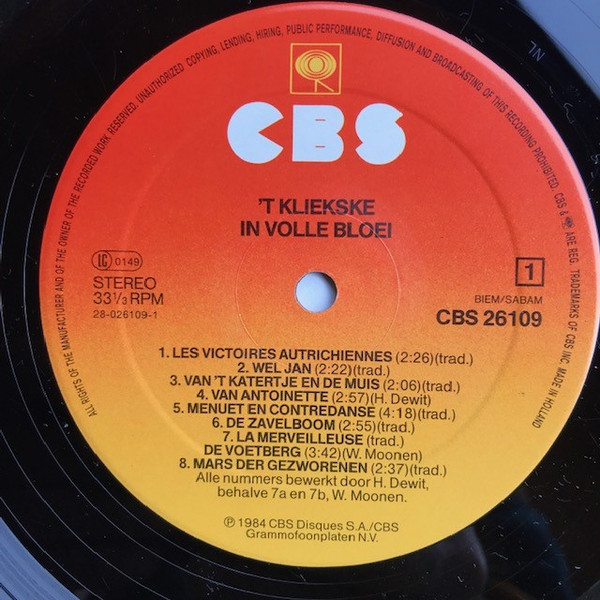 ALL RIGHTS OF THE MANUFACTURER AND OF THE OWNER OF THE RECORDED WORK RESERVED. UNAUTHORIZED COPYING, LENDING, HIRING, PUBLIC PERFORMANCE, DIFFUSION AND BROADCASTING OF THIS RECORDING PROHIBITED. CBS & ARE REG. TRADEMARKS OF CBS INC. MADE IN HOLLAND
CBS
'T KLIEKSKE
IN VOLLE BLOEI
LC 0149
STEREO
33 1/3 RPM
28-026109-1
1
BIEM/SABAM
CBS 26109
1. LES VICTOIRES AUTRICHIENNES (2:26)(trad.)
2. WEL JAN (2:22)(trad.)
3. VAN 'T KATERTJE EN DE MUIS (2:06)(trad.)
4. VAN ANTOINETTE (2:57)(H. Dewit)
5. MENUET EN CONTREDANSE (4:18)(trad.)
6. DE ZAVELBOOM (2:55)(trad.)
7. LA MERVEILLEUSE (trad.)
DE VOETBERG (3:42)(W. Moonen)
8. MARS DER GEZWORENEN (2:37)(trad.)
Alle nummers bewerkt door H. Dewit,
behalve 7a en 7b, W. Moonen.
℗ 1984 CBS Disques S.A./CBS
Grammofoonplaten N.V.
NL